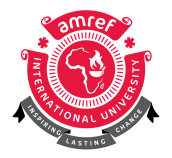 amref
INTERNATIONAL UNIVERSITY
INSPIRING LASTING CHANGE